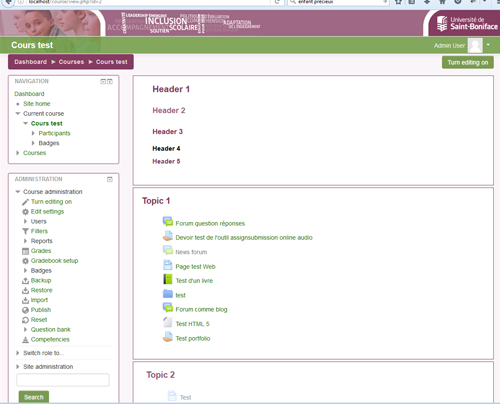 localhost/course/view.php?id=2
enfant précieux
LEADERSHIP
INCLUSION
ACCOMPAGNEMENT
SCOLAIRE
ADAPTATION
SOUTIEN
Université de
Saint-Boniface
Cours test
Admin User
Dashboard ► Courses ► Cours test
Turn editing on
NAVIGATION
Dashboard
Site home
Current course
Cours test
Participants
Badges
Courses
ADMINISTRATION
Course administration
Turn editing on
Edit settings
Users
Filters
Reports
Grades
Gradebook setup
Badges
Backup
Restore
Import
Publish
Reset
Question bank
Competencies
Switch role to...
Site administration
Search
Header 1
Header 2
Header 3
Header 4
Header 5
Topic 1
Forum question réponses
Devoir test de l'outil assignsubmission online audio
News forum
Page test Web
Test d'un livre
test
Forum comme blog
Test HTML 5
Test portfolio
Topic 2
Test